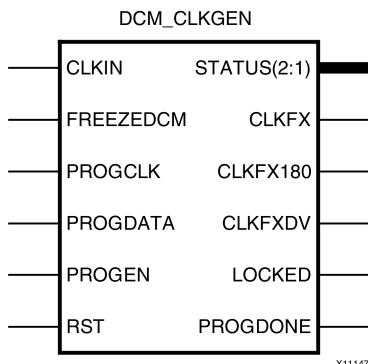 DCM_CLKGEN
CLKIN STATUS(2:1)
FREEZEDCM CLKFX
PROGCLK CLKFX180
PROGDATA CLKFXDV
PROGEN LOCKED
RST PROGDONE
X11147